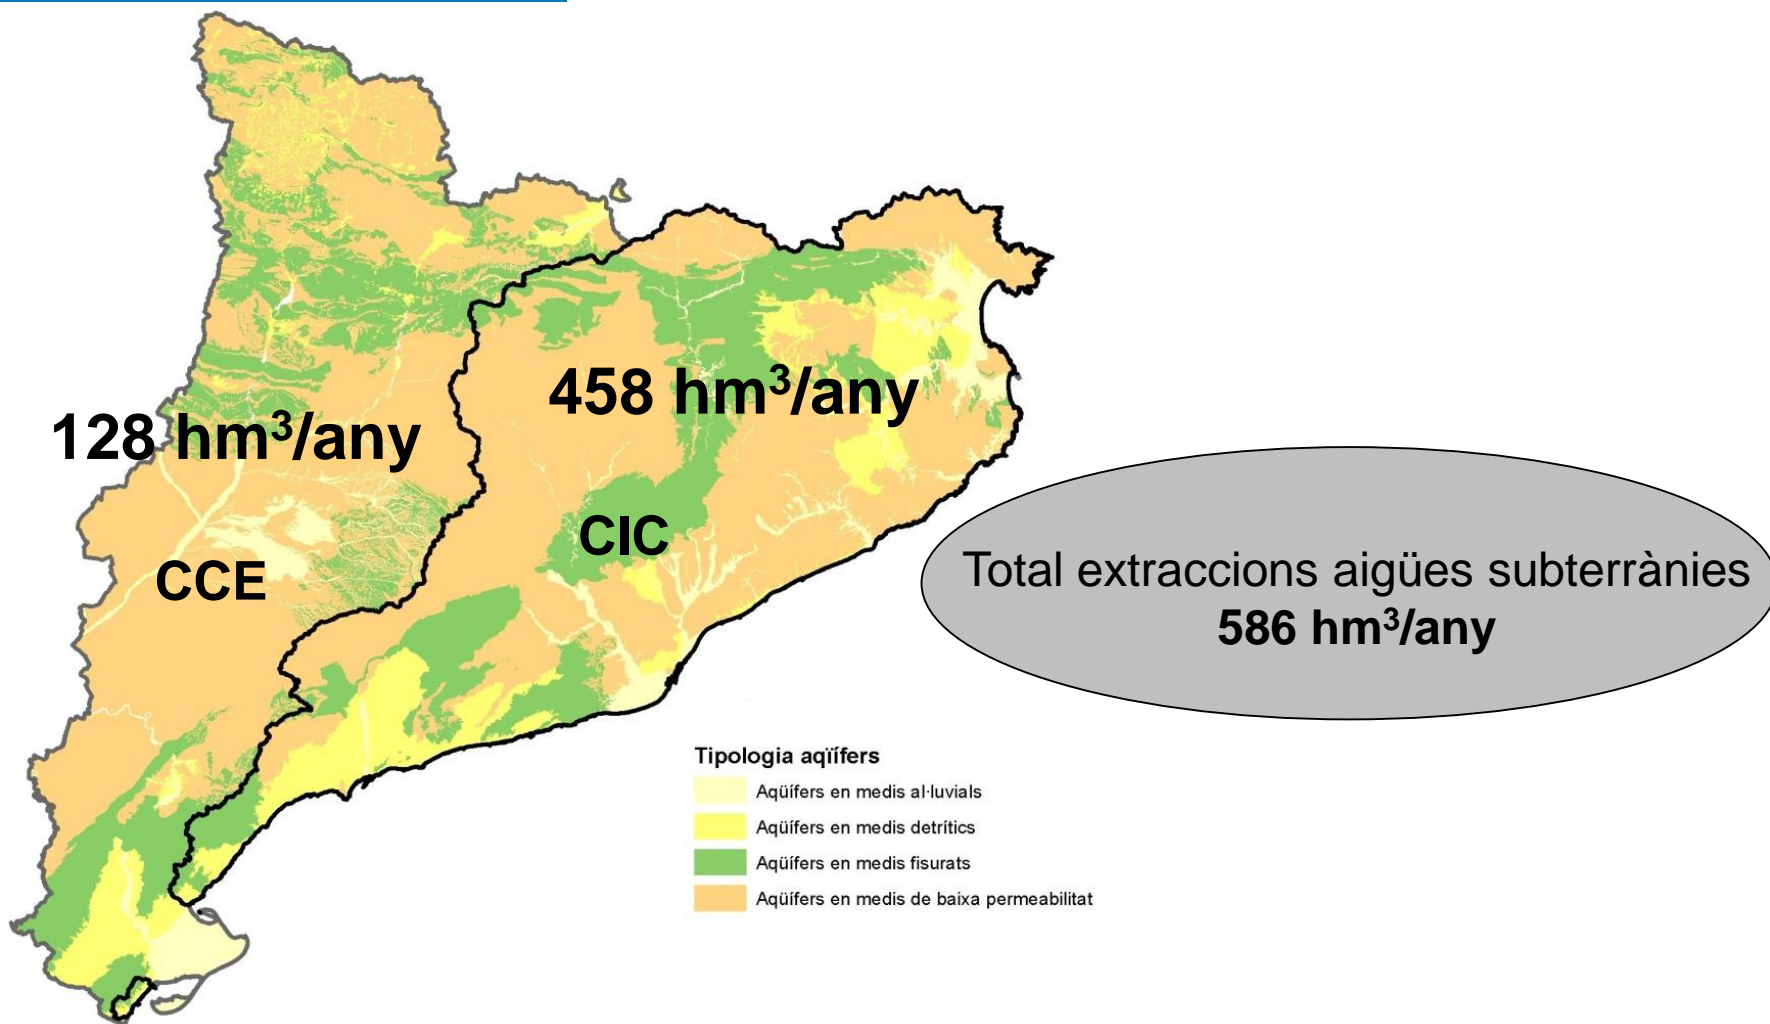 458 hm³/any
128 hm³/any
CIC
CCE
Total extraccions aigües subterrànies
586 hm³/any
Tipologia aqïifers
Aqüífers en medis al·luvials
Aqüífers en medis detrítics
Aqüífers en medis fisurats
Aqüífers en medis de baixa permeabilitat